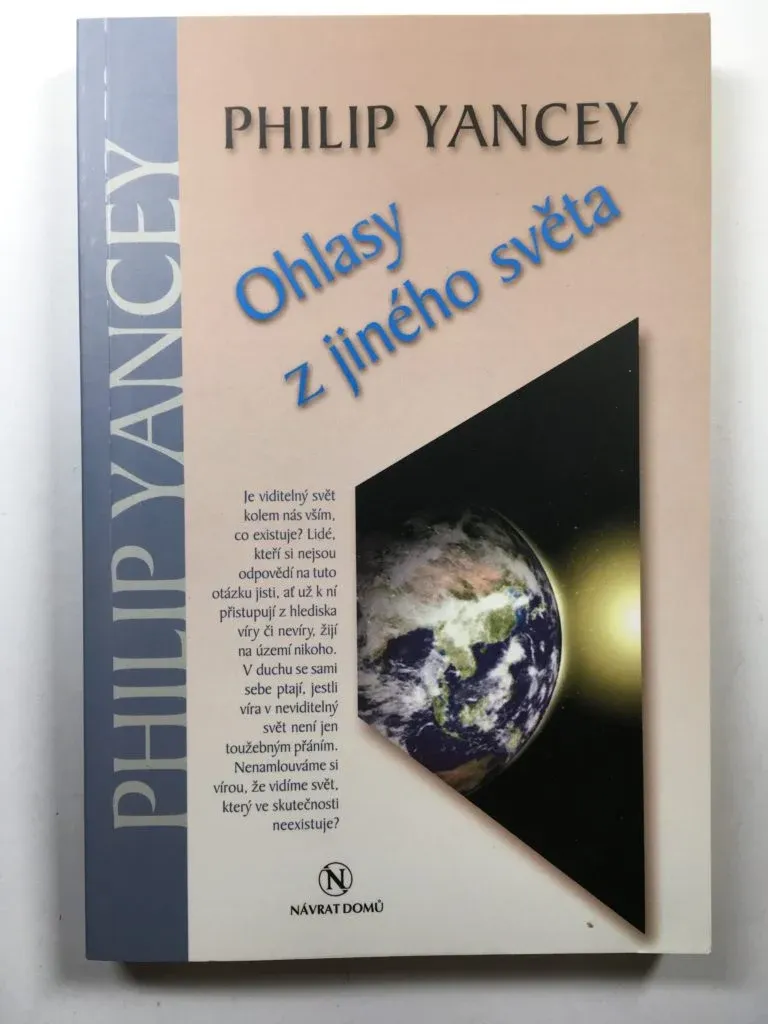 PHILIP YANCEY
PHILIP YANCEY
Ohlasy
z jiného světa
Je viditelný svět
kolem nás vším,
co existuje? Lidé,
kteří si nejsou
odpovědí na tuto
otázku jisti, ať už k ní
přistupují z hlediska
víry či nevíry, žijí
na území nikoho.
V duchu se sami
sebe ptají, jestli
víra v neviditelný
svět není jen
toužebným přáním.
Nenamlouváme si
vírou, že vidíme svět,
který ve skutečnosti
neexistuje?
N
NÁVRAT DOMŮ